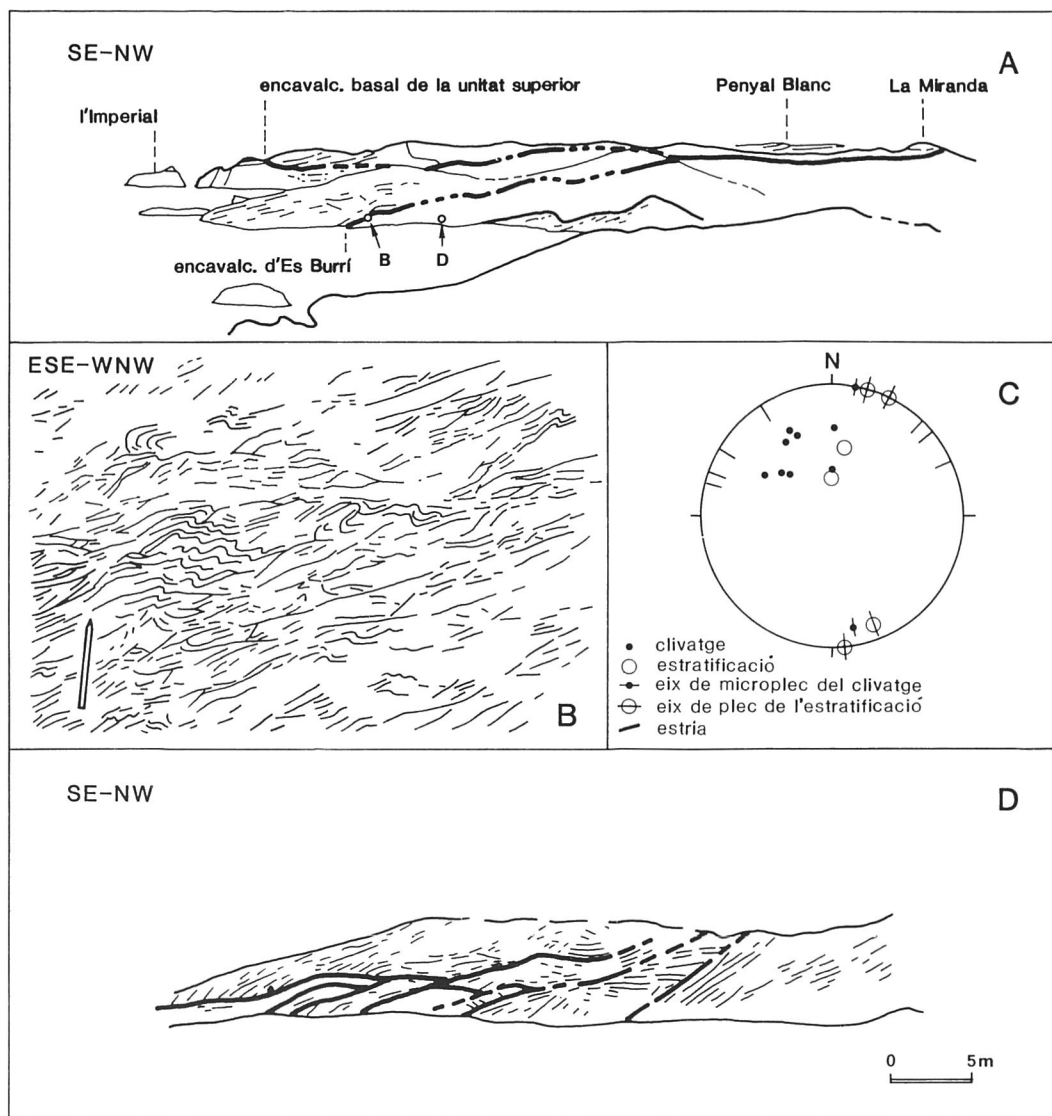 SE-NW
A
encavalc. basal de la unitat superior
Penyal Blanc
La Miranda
l'Imperial
B
D
encavalc. d'Es Burrí
ESE-WNW
B
N
C
clivatge
estratificació
eix de microplec del clivatge
eix de plec de l'estratificació
estria
SE-NW
D
0 5m